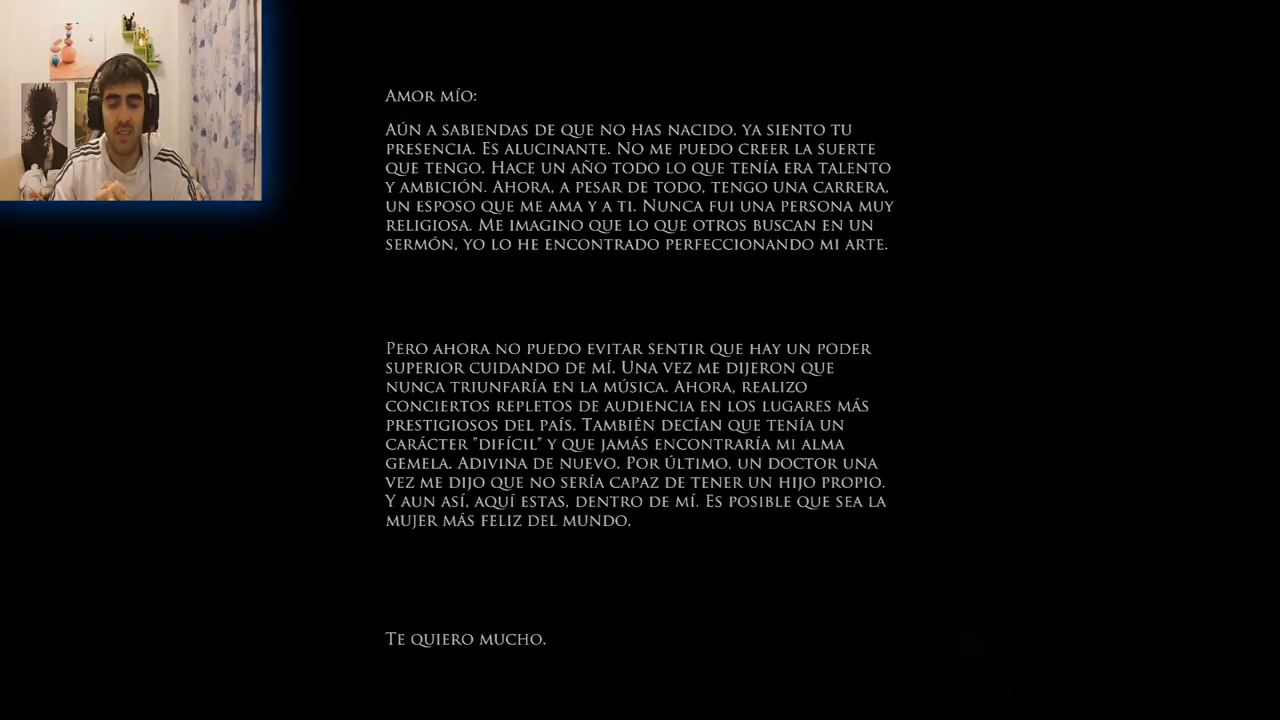 AMOR MÍO:
AÚN A SABIENDAS DE QUE NO HAS NACIDO, YA SIENTO TU
PRESENCIA. ES ALUCINANTE. NO ME PUEDO CREER LA SUERTE
QUE TENGO. HACE UN AÑO TODO LO QUE TENÍA ERA TALENTO
Y AMBICIÓN. AHORA, A PESAR DE TODO, TENGO UNA CARRERA,
UN ESPOSO QUE ME AMA Y A TI. NUNCA FUI UNA PERSONA MUY
RELIGIOSA. ME IMAGINO QUE LO QUE OTROS BUSCAN EN UN
SERMÓN, YO LO HE ENCONTRADO PERFECCIONANDO MI ARTE.
PERO AHORA NO PUEDO EVITAR SENTIR QUE HAY UN PODER
SUPERIOR CUIDANDO DE MÍ. UNA VEZ ME DIJERON QUE
NUNCA TRIUNFARÍA EN LA MÚSICA. AHORA, REALIZO
CONCIERTOS REPLETOS DE AUDIENCIA EN LOS LUGARES MÁS
PRESTIGIOSOS DEL PAÍS. TAMBIÉN DECÍAN QUE TENÍA UN
CARÁCTER "DIFÍCIL" Y QUE JAMÁS ENCONTRARÍA MI ALMA
GEMELA. ADIVINA DE NUEVO. POR ÚLTIMO, UN DOCTOR UNA
VEZ ME DIJO QUE NO SERÍA CAPAZ DE TENER UN HIJO PROPIO.
Y AUN ASÍ, AQUÍ ESTAS, DENTRO DE MÍ. ES POSIBLE QUE SEA LA
MUJER MÁS FELIZ DEL MUNDO.
TE QUIERO MUCHO.